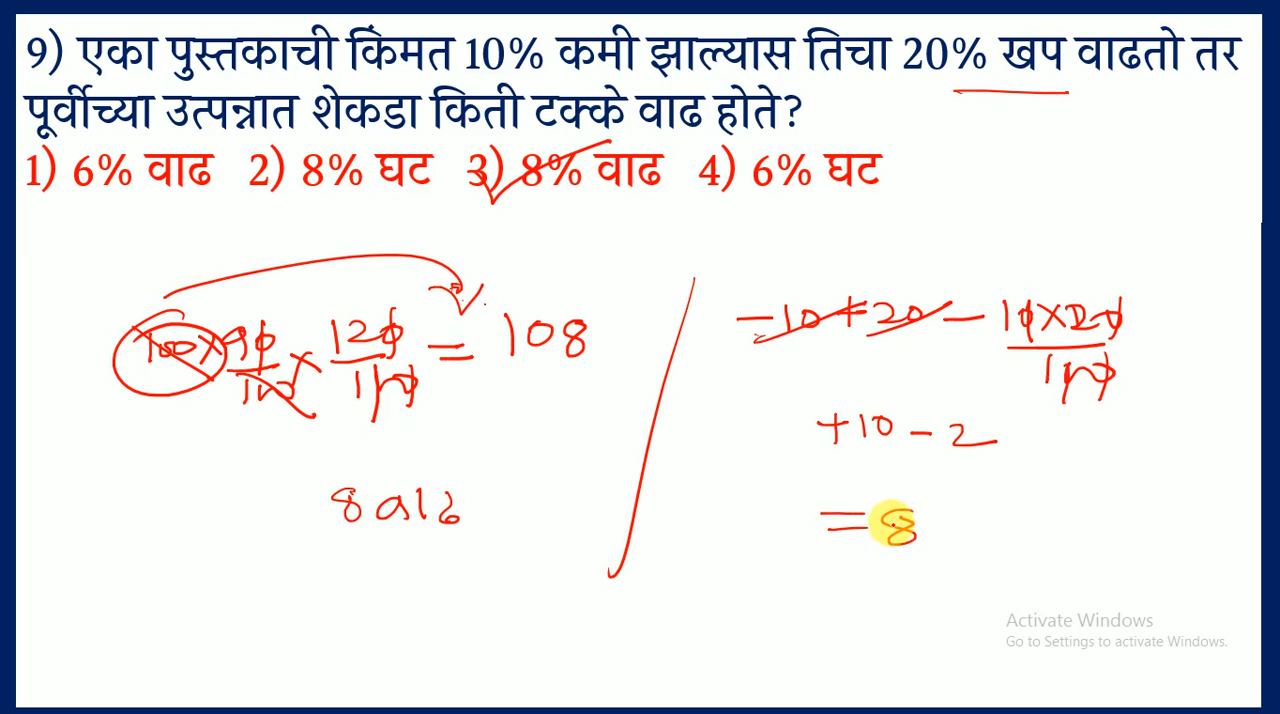 9) एका पुस्तकाची किंमत 10% कमी झाल्यास तिचा 20% खप वाढतो तर
पूर्वीच्या उत्पन्नात शेकडा किती टक्के वाढ होते?
1) 6% वाढ 2) 8% घट 3) 8% वाढ 4) 6% घट
100 × 90/100 × 120/100 = 108
8 वाढ
-10 + 20 - 10×20/100
+10 - 2
= 8
Activate Windows
Go to Settings to activate Windows.